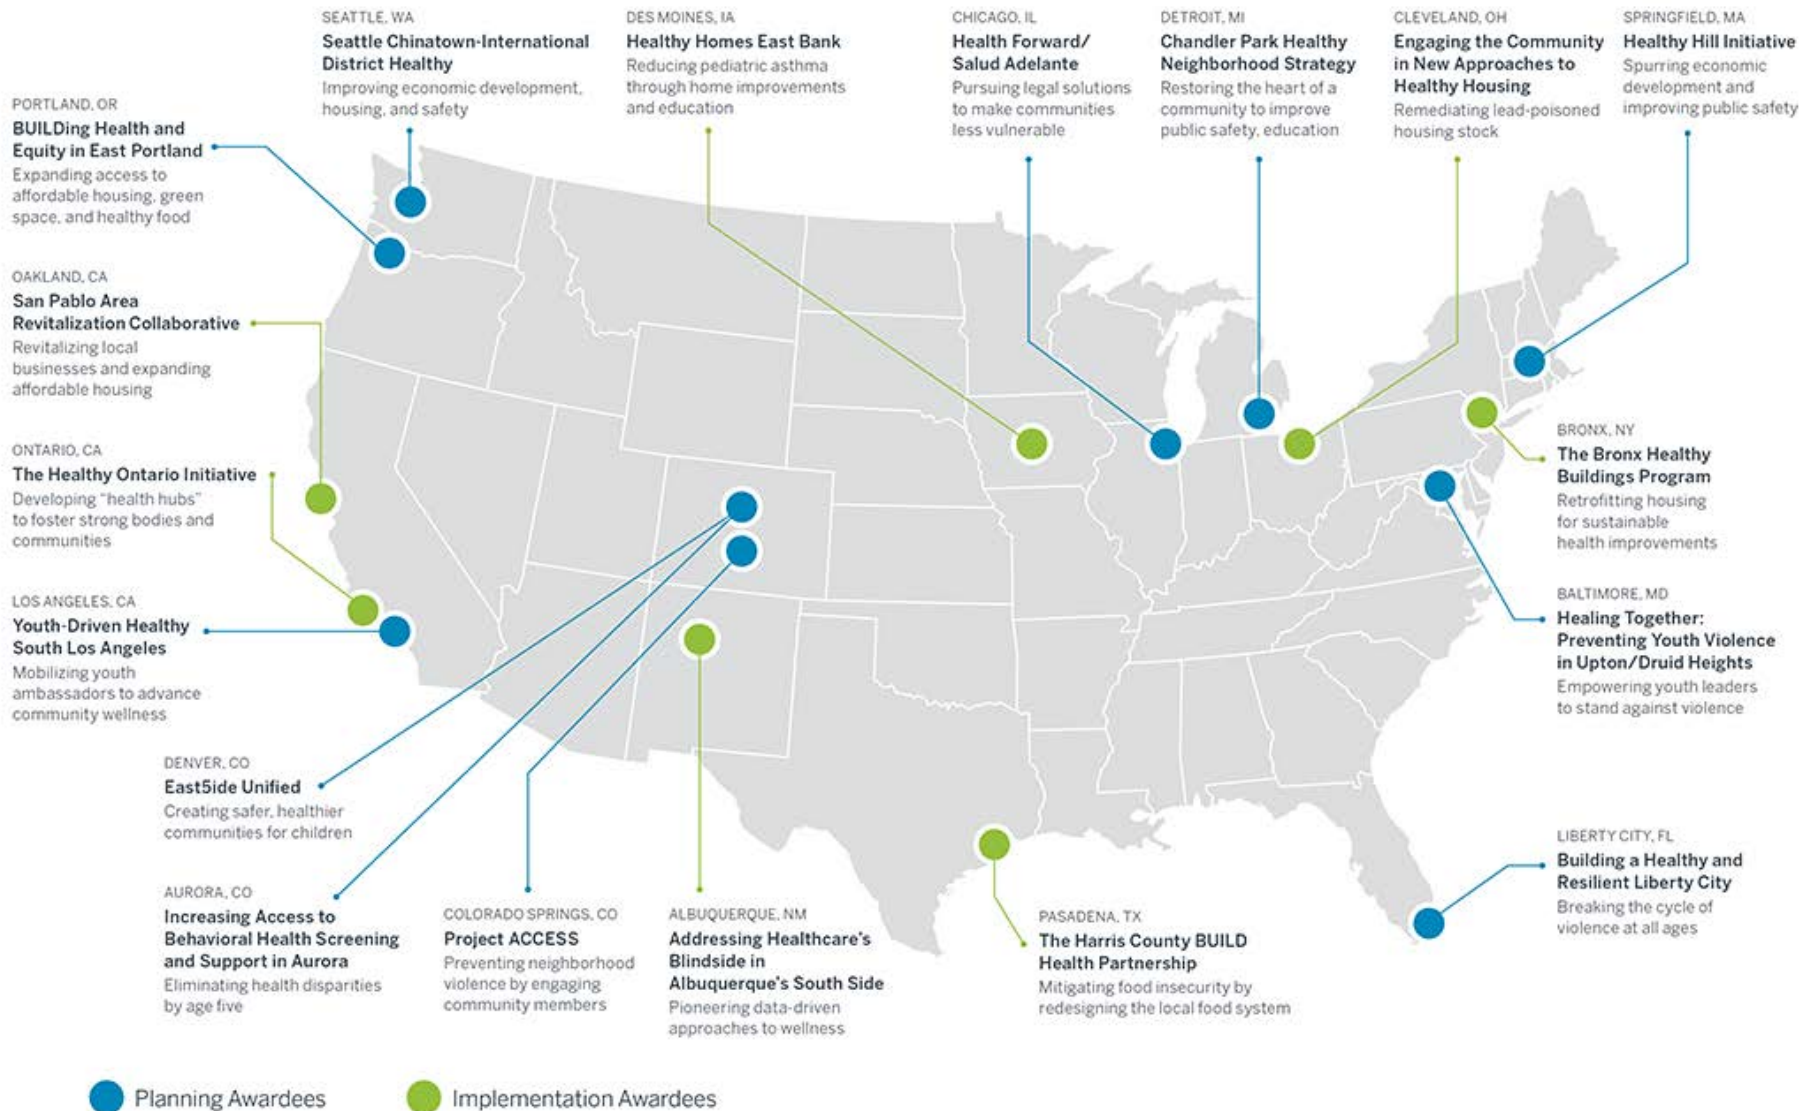 SEATTLE, WA
Seattle Chinatown-International
District Healthy
Improving economic development,
housing, and safety
DES MOINES, IA
Healthy Homes East Bank
Reducing pediatric asthma
through home improvements
and education
CHICAGO, IL
Health Forward/
Salud Adelante
Pursuing legal solutions
to make communities
less vulnerable
DETROIT, MI
Chandler Park Healthy
Neighborhood Strategy
Restoring the heart of a
community to improve
public safety, education
CLEVELAND, OH
Engaging the Community
in New Approaches to
Healthy Housing
Remediating lead-poisoned
housing stock
SPRINGFIELD, MA
Healthy Hill Initiative
Spurring economic
development and
improving public safety
PORTLAND, OR
BUILDing Health and
Equity in East Portland
Expanding access to
affordable housing, green
space, and healthy food
OAKLAND, CA
San Pablo Area
Revitalization Collaborative
Revitalizing local
businesses and expanding
affordable housing
ONTARIO, CA
The Healthy Ontario Initiative
Developing "health hubs"
to foster strong bodies and
communities
LOS ANGELES, CA
Youth-Driven Healthy
South Los Angeles
Mobilizing youth
ambassadors to advance
community wellness
BRONX, NY
The Bronx Healthy
Buildings Program
Retrofitting housing
for sustainable
health improvements
BALTIMORE, MD
Healing Together:
Preventing Youth Violence
in Upton/Druid Heights
Empowering youth leaders
to stand against violence
DENVER, CO
East5ide Unified
Creating safer, healthier
communities for children
AURORA, CO
Increasing Access to
Behavioral Health Screening
and Support in Aurora
Eliminating health disparities
by age five
COLORADO SPRINGS, CO
Project ACCESS
Preventing neighborhood
violence by engaging
community members
ALBUQUERQUE, NM
Addressing Healthcare's
Blindside in
Albuquerque's South Side
Pioneering data-driven
approaches to wellness
PASADENA, TX
The Harris County BUILD
Health Partnership
Mitigating food insecurity by
redesigning the local food system
LIBERTY CITY, FL
Building a Healthy and
Resilient Liberty City
Breaking the cycle of
violence at all ages
Planning Awardees
Implementation Awardees